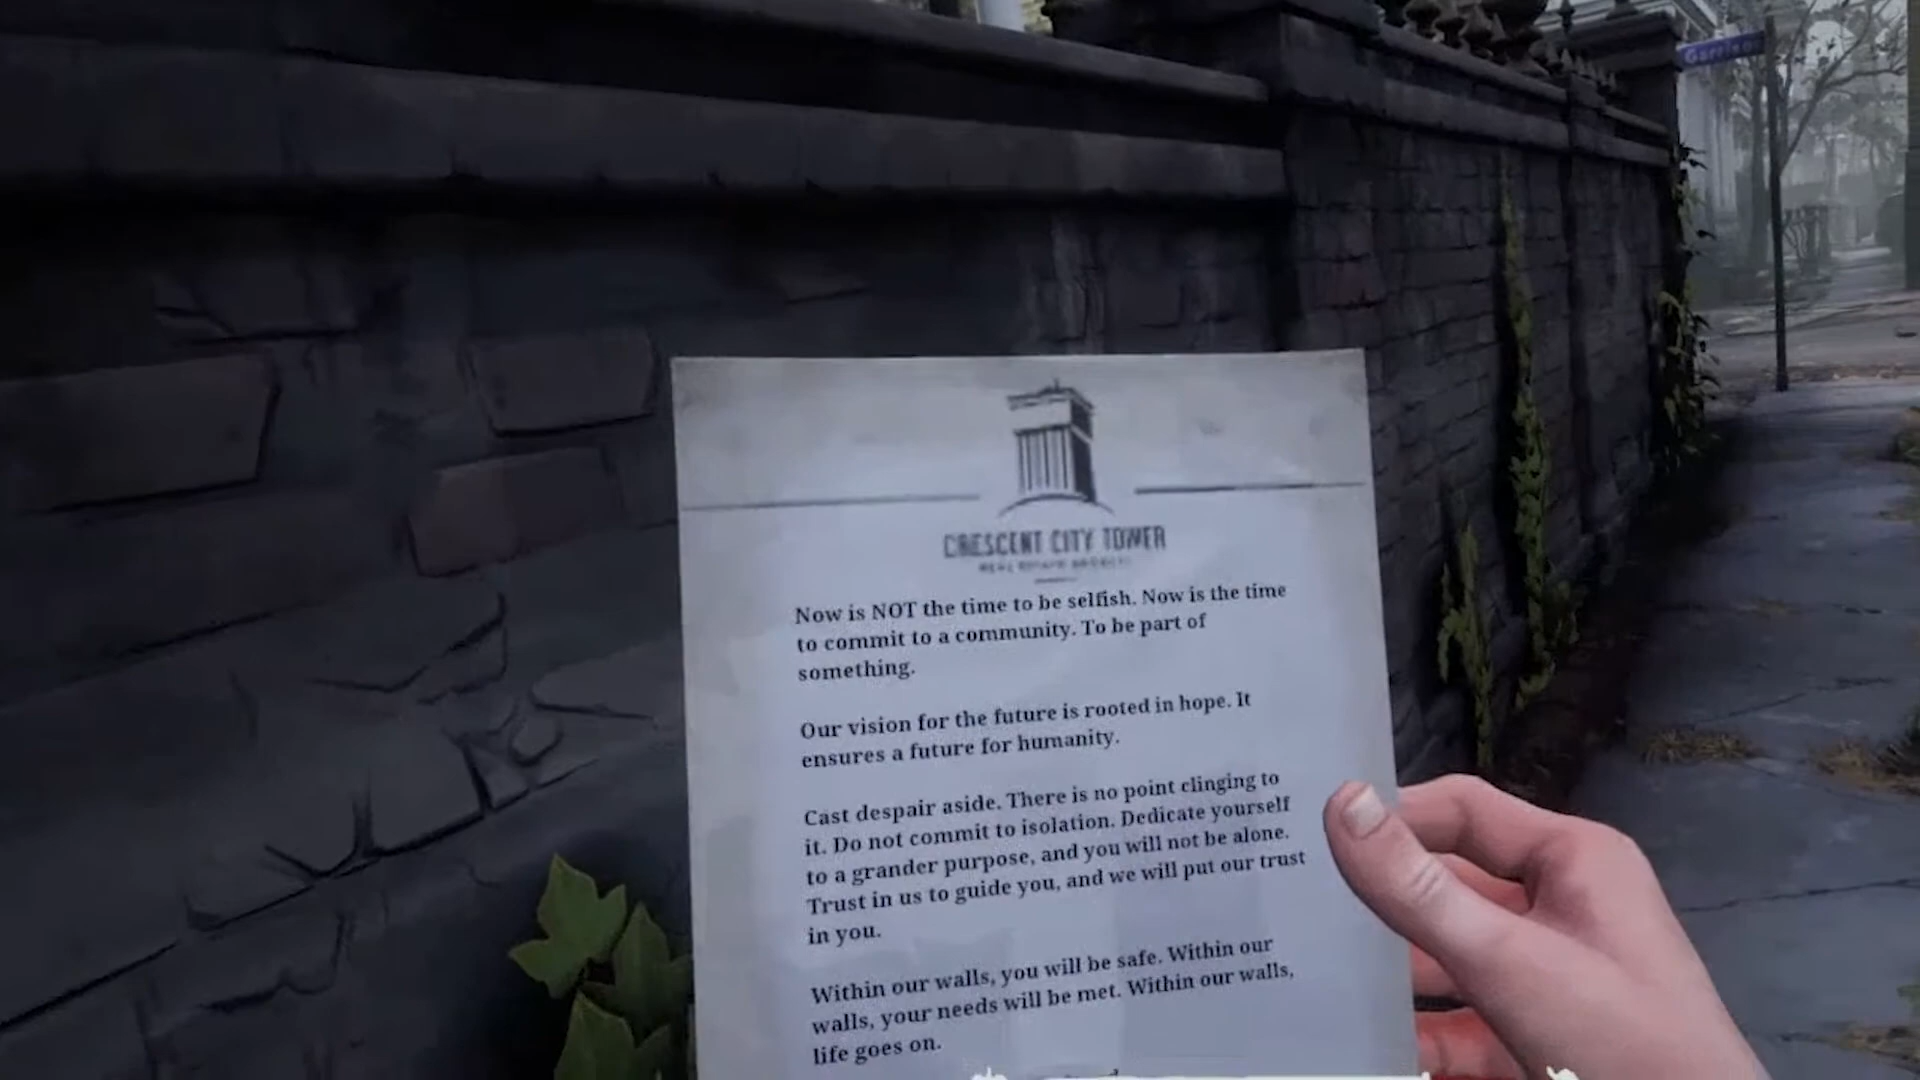 Garrison
CRESCENT CITY TOWER
REAL ESTATE
Now is NOT the time to be selfish. Now is the time
to commit to a community. To be part of
something.
Our vision for the future is rooted in hope. It
ensures a future for humanity.
Cast despair aside. There is no point clinging to
it. Do not commit to isolation. Dedicate yourself
to a grander purpose, and you will not be alone.
Trust in us to guide you, and we will put our trust
in you.
Within our walls, you will be safe. Within our
walls, your needs will be met. Within our walls,
life goes on.